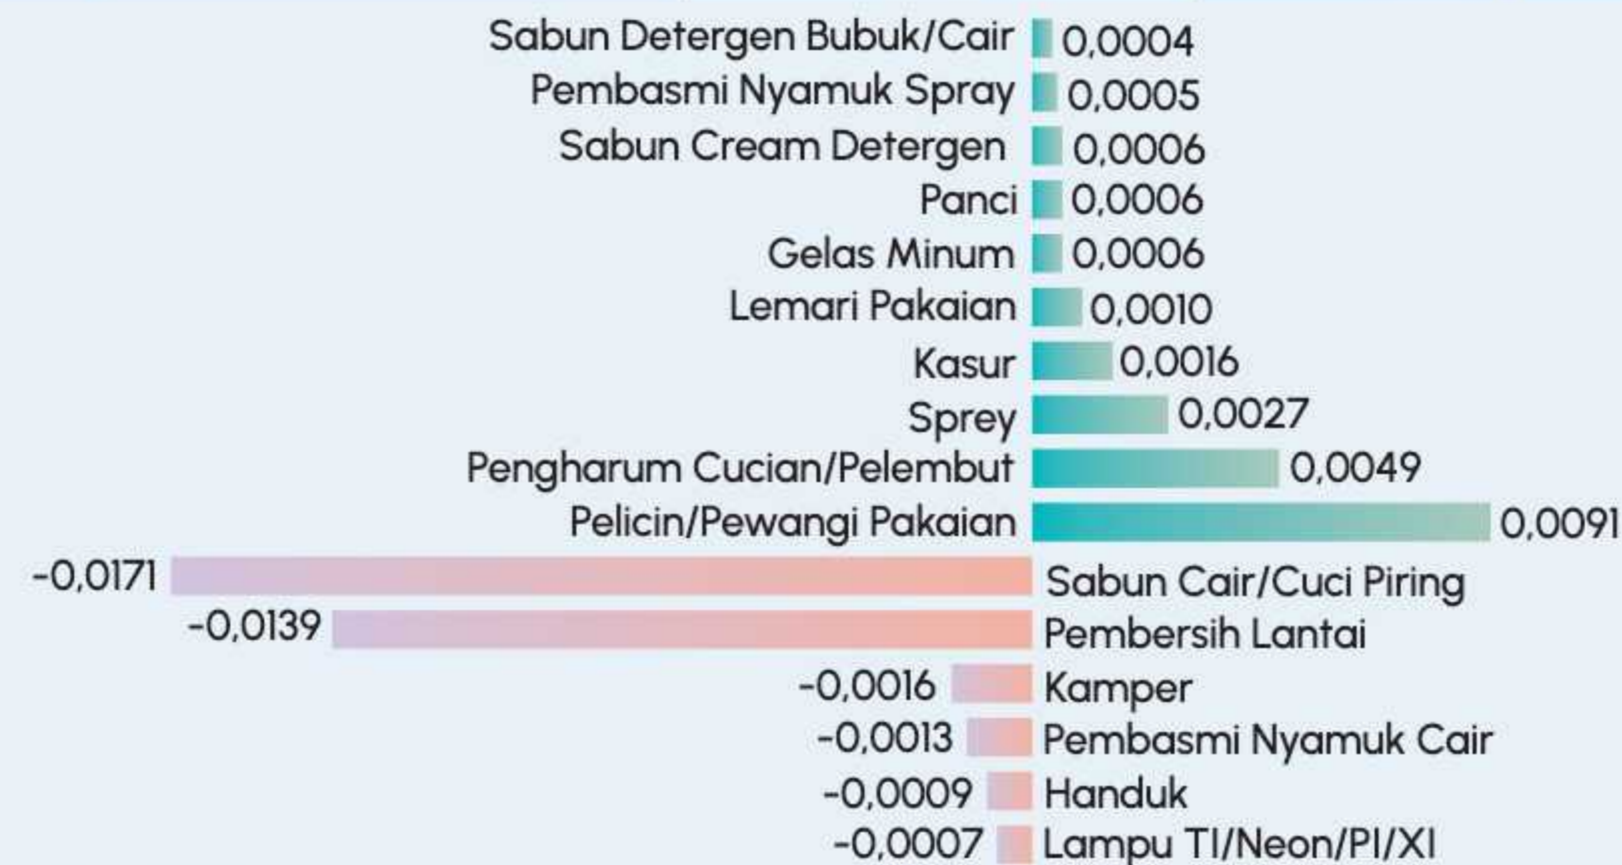 Sabun Detergen Bubuk/Cair 0,0004
Pembasmi Nyamuk Spray 0,0005
Sabun Cream Detergen 0,0006
Panci 0,0006
Gelas Minum 0,0006
Lemari Pakaian 0,0010
Kasur 0,0016
Sprey 0,0027
Pengharum Cucian/Pelembut 0,0049
Pelicin/Pewangi Pakaian 0,0091
-0,0171 Sabun Cair/Cuci Piring
-0,0139 Pembersih Lantai
-0,0016 Kamper
-0,0013 Pembasmi Nyamuk Cair
-0,0009 Handuk
-0,0007 Lampu Tl/Neon/Pl/Xl